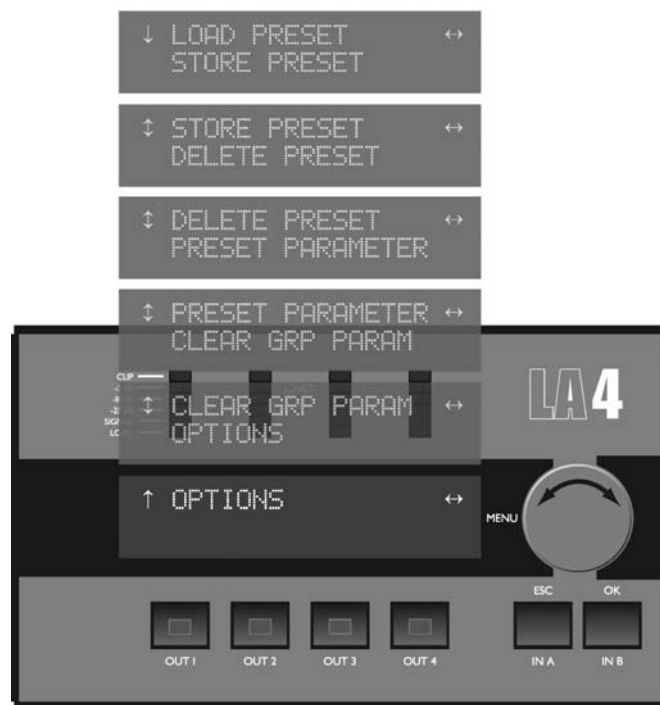 ↓ LOAD PRESET ↔
STORE PRESET
↕ STORE PRESET ↔
DELETE PRESET
↕ DELETE PRESET ↔
PRESET PARAMETER
↕ PRESET PARAMETER ↔
CLEAR GRP PARAM
CLIP
↕ CLEAR GRP PARAM ↔
OPTIONS
LA4
↑ OPTIONS ↔
MENU
ESC OK
OUT 1 OUT 2 OUT 3 OUT 4 IN A IN B